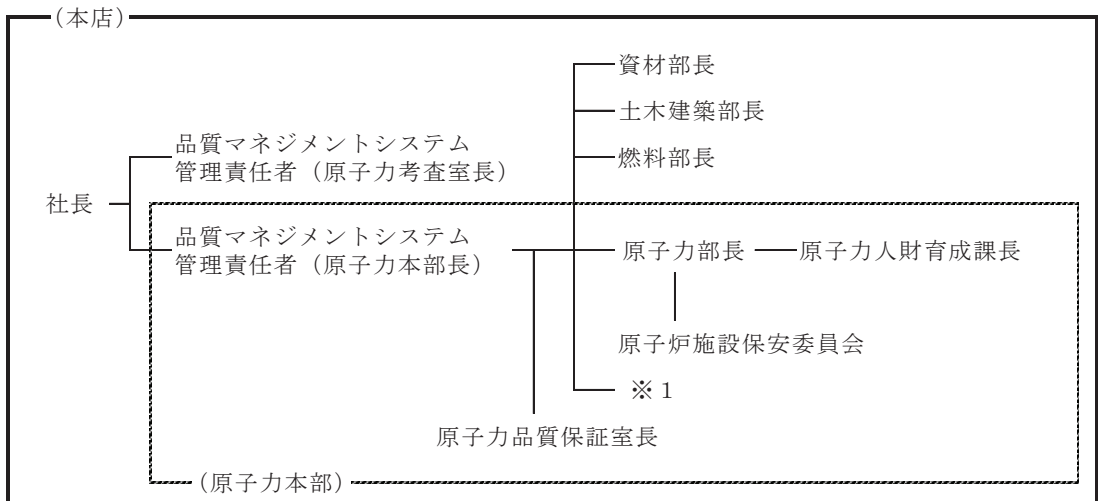 （本店）
資材部長
土木建築部長
燃料部長
品質マネジメントシステム
管理責任者（原子力考査室長）
社長
品質マネジメントシステム
管理責任者（原子力本部長）
原子力部長
原子力人財育成課長
原子炉施設保安委員会
※1
原子力品質保証室長
（原子力本部）